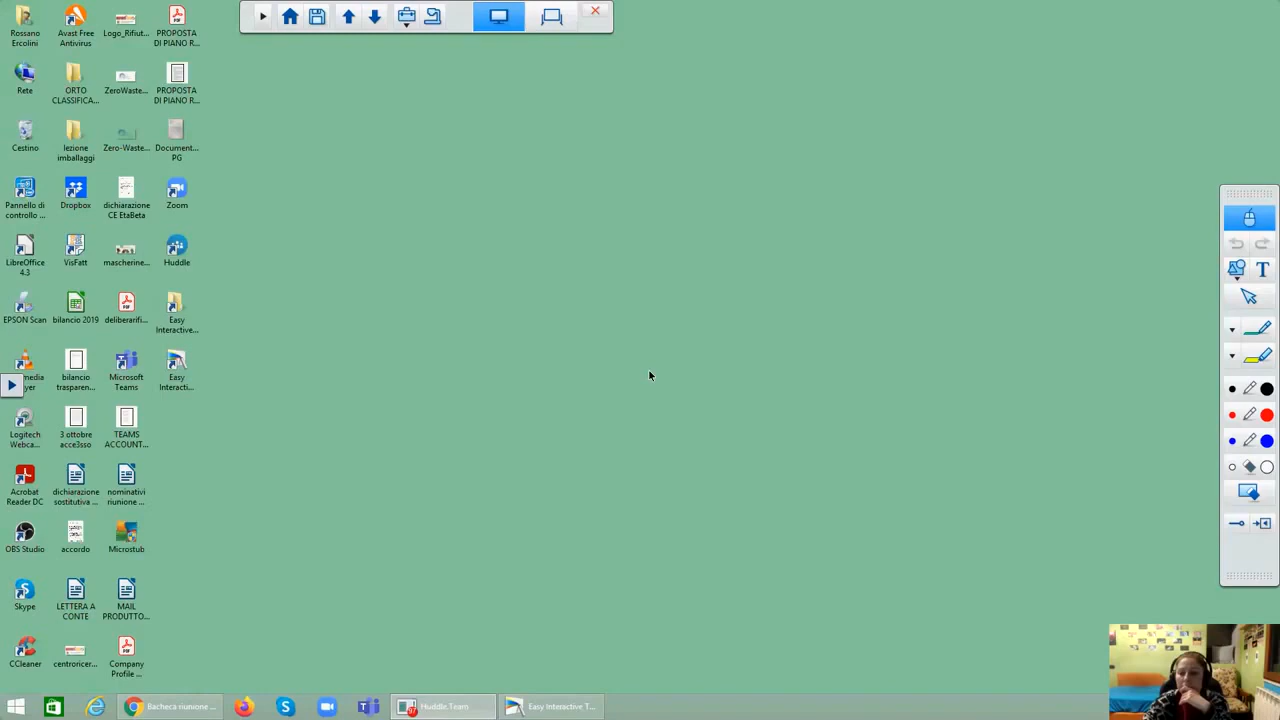 Rossano
Ercolini
Avast Free
Antivirus
Logo_Rifiut...
PROPOSTA
DI PIANO R...
Rete
ORTO
CLASSIFICA...
ZeroWaste...
PROPOSTA
DI PIANO R...
Cestino
lezione
imballaggi
Zero-Waste...
Document...
PG
Pannello di
controllo ...
Dropbox
dichiarazione
CE EtaBeta
Zoom
LibreOffice
4.3
VisFatt
mascherine...
Huddle
EPSON Scan
bilancio 2019
deliberarifi...
Easy
Interactive...
media
yer
bilancio
trasparen...
Microsoft
Teams
Easy
Interacti...
Logitech
Webca...
3 ottobre
acce3sso
TEAMS
ACCOUNT...
Acrobat
Reader DC
dichiarazione
sostitutiva ...
nominativi
riunione ...
OBS Studio
accordo
Microstub
Skype
LETTERA A
CONTE
MAIL
PRODUTTO...
CCleaner
centroricer...
Company
Profile ...
T
Bacheca riunione ...
Huddle.Team
Easy Interactive T...